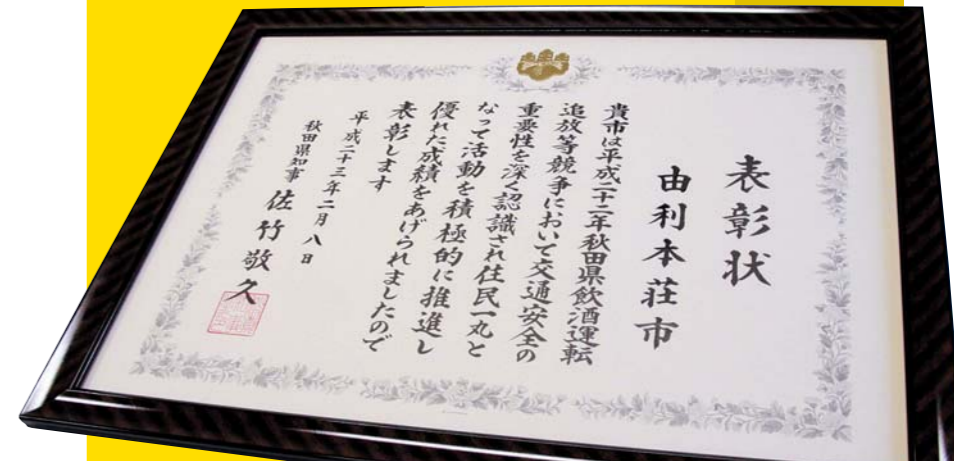 表彰状
由利本荘市
貴市は平成二十二年秋田県飲酒運転
追放等競争において交通安全の
重要性を深く認識され住民一丸と
なって活動を積極的に推進し
優れた成績をあげられましたので
表彰します
平成二十三年二月八日
秋田県知事 佐竹敬久